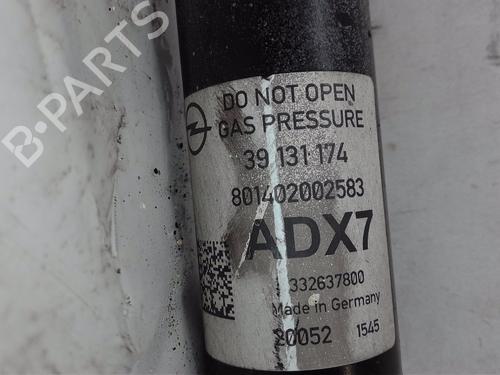 B-PARTS
DO NOT OPEN
GAS PRESSURE
39 131 174
801402002583
ADX7
332637800
Made in Germany
20052 1545